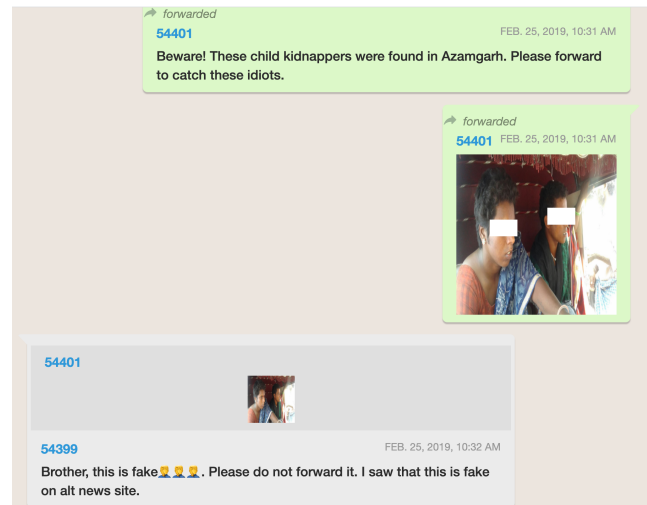 forwarded
54401 FEB. 25, 2019, 10:31 AM
Beware! These child kidnappers were found in Azamgarh. Please forward
to catch these idiots.
forwarded
54401 FEB. 25, 2019, 10:31 AM
54401
54399 FEB. 25, 2019, 10:32 AM
Brother, this is fake🤦🤦🤦. Please do not forward it. I saw that this is fake
on alt news site.